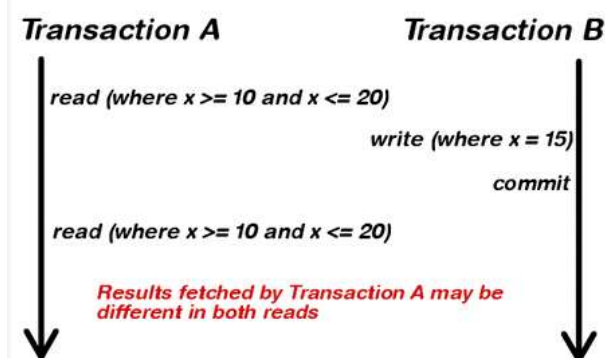 Transaction A
Transaction B
read (where x >= 10 and x <= 20)
write (where x = 15)
commit
read (where x >= 10 and x <= 20)
Results fetched by Transaction A may be
different in both reads